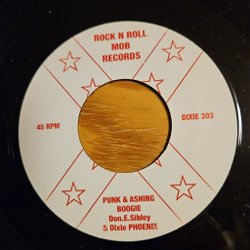 ROCK N ROLL
MOB
RECORDS
45 RPM
DIXIE 303
PUNK & ASHING
BOOGIE
Don.E.Sibley
& Dixie PHOENIX